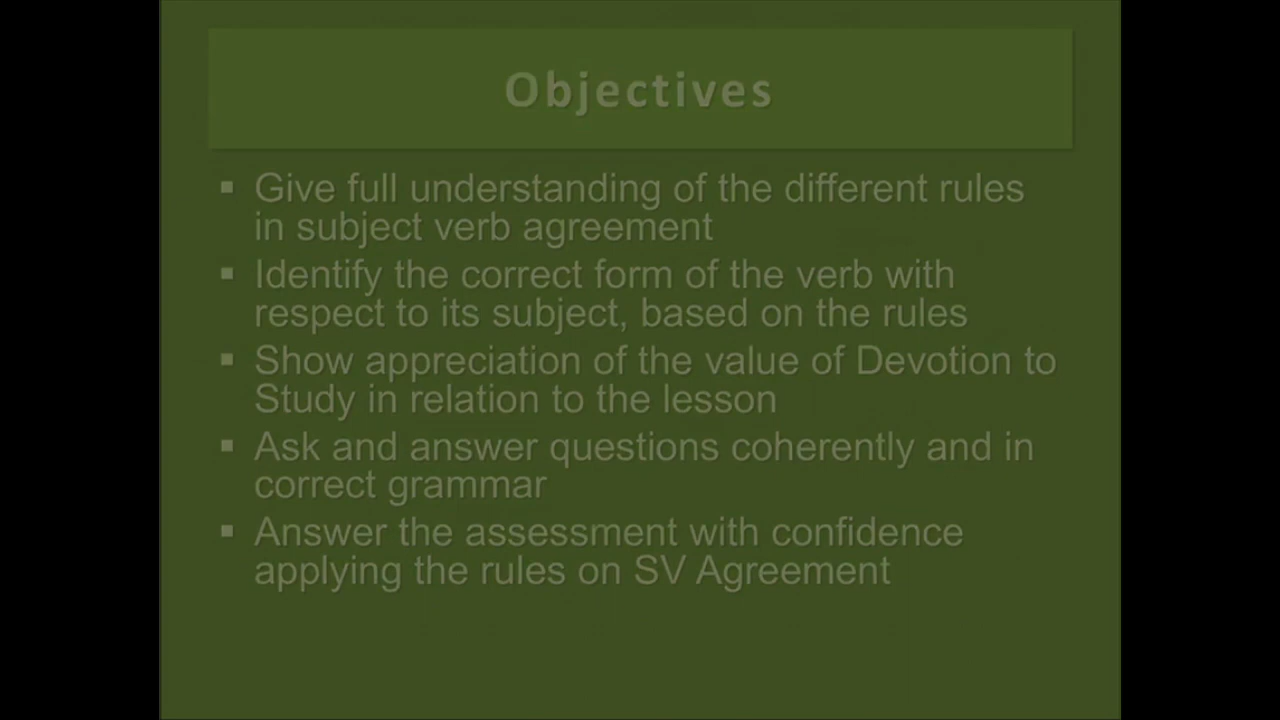 Objectives
▪ Give full understanding of the different rules
in subject verb agreement
▪ Identify the correct form of the verb with
respect to its subject, based on the rules
▪ Show appreciation of the value of Devotion to
Study in relation to the lesson
▪ Ask and answer questions coherently and in
correct grammar
▪ Answer the assessment with confidence
applying the rules on SV Agreement